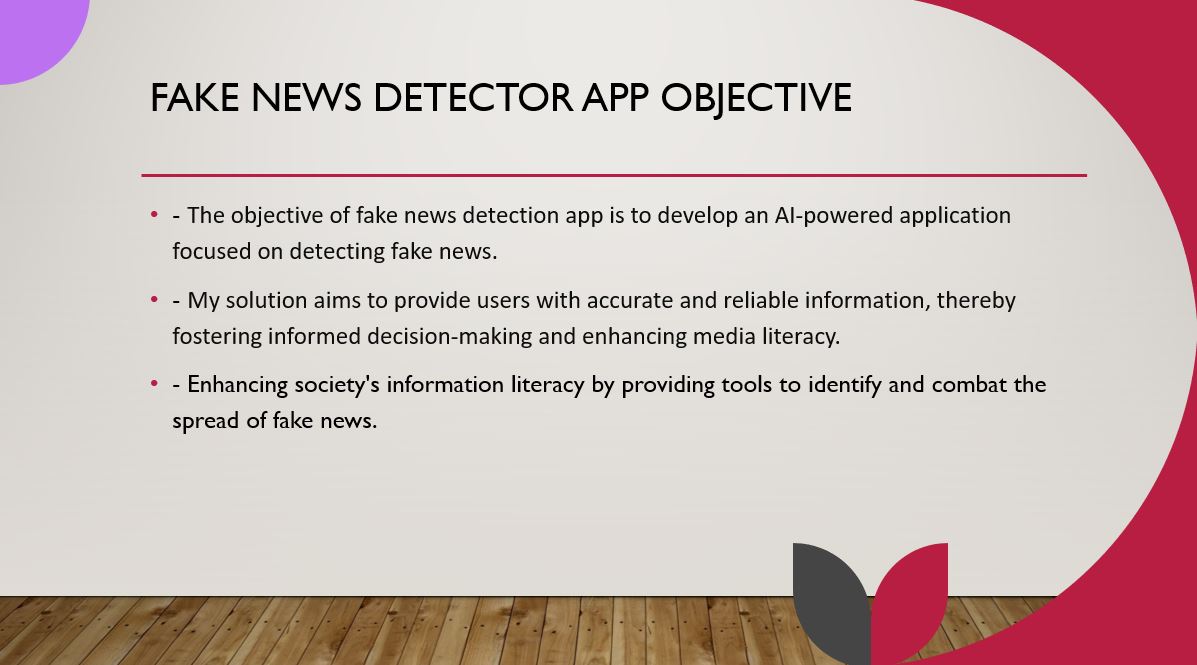 FAKE NEWS DETECTOR APP OBJECTIVE
• - The objective of fake news detection app is to develop an AI-powered application
focused on detecting fake news.
• - My solution aims to provide users with accurate and reliable information, thereby
fostering informed decision-making and enhancing media literacy.
• - Enhancing society's information literacy by providing tools to identify and combat the
spread of fake news.